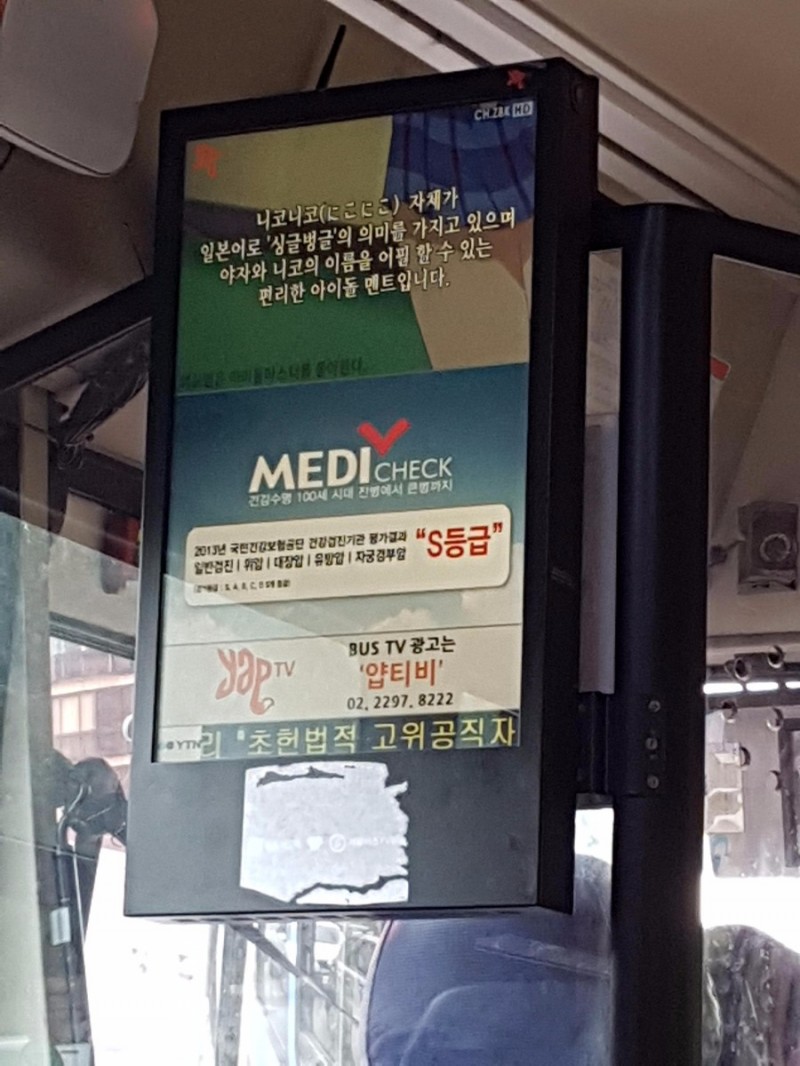 CH.28K HD
니코니코(にこにこ) 자체가
일본어로 '싱글벙글'의 의미를 가지고 있으며
야자와 니코의 이름을 어필 할 수 있는
편리한 아이돌 멘트입니다.
MEDI CHECK
건강수명 100세 시대 잔병에서 큰병까지
2013년 국민건강보험공단 건강검진기관 평가결과
일반검진 | 위암 | 대장암 | 유방암 | 자궁경부암
“S등급”
yap TV
BUS TV 광고는
'얍티비'
02. 2297. 8222
YTN 리 "초헌법적 고위공직자